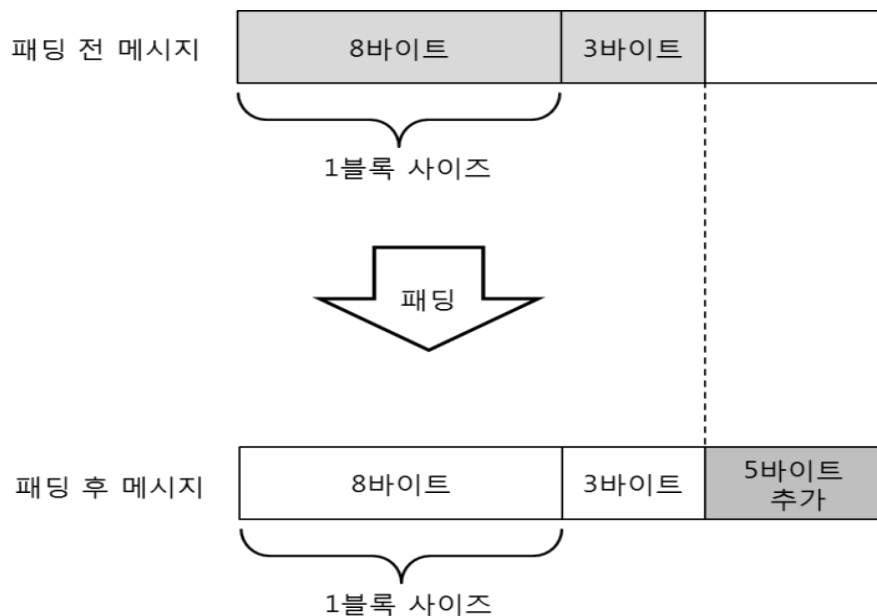 패딩 전 메시지
8바이트
3바이트
1블록 사이즈
패딩
패딩 후 메시지
8바이트
3바이트
5바이트
추가
1블록 사이즈